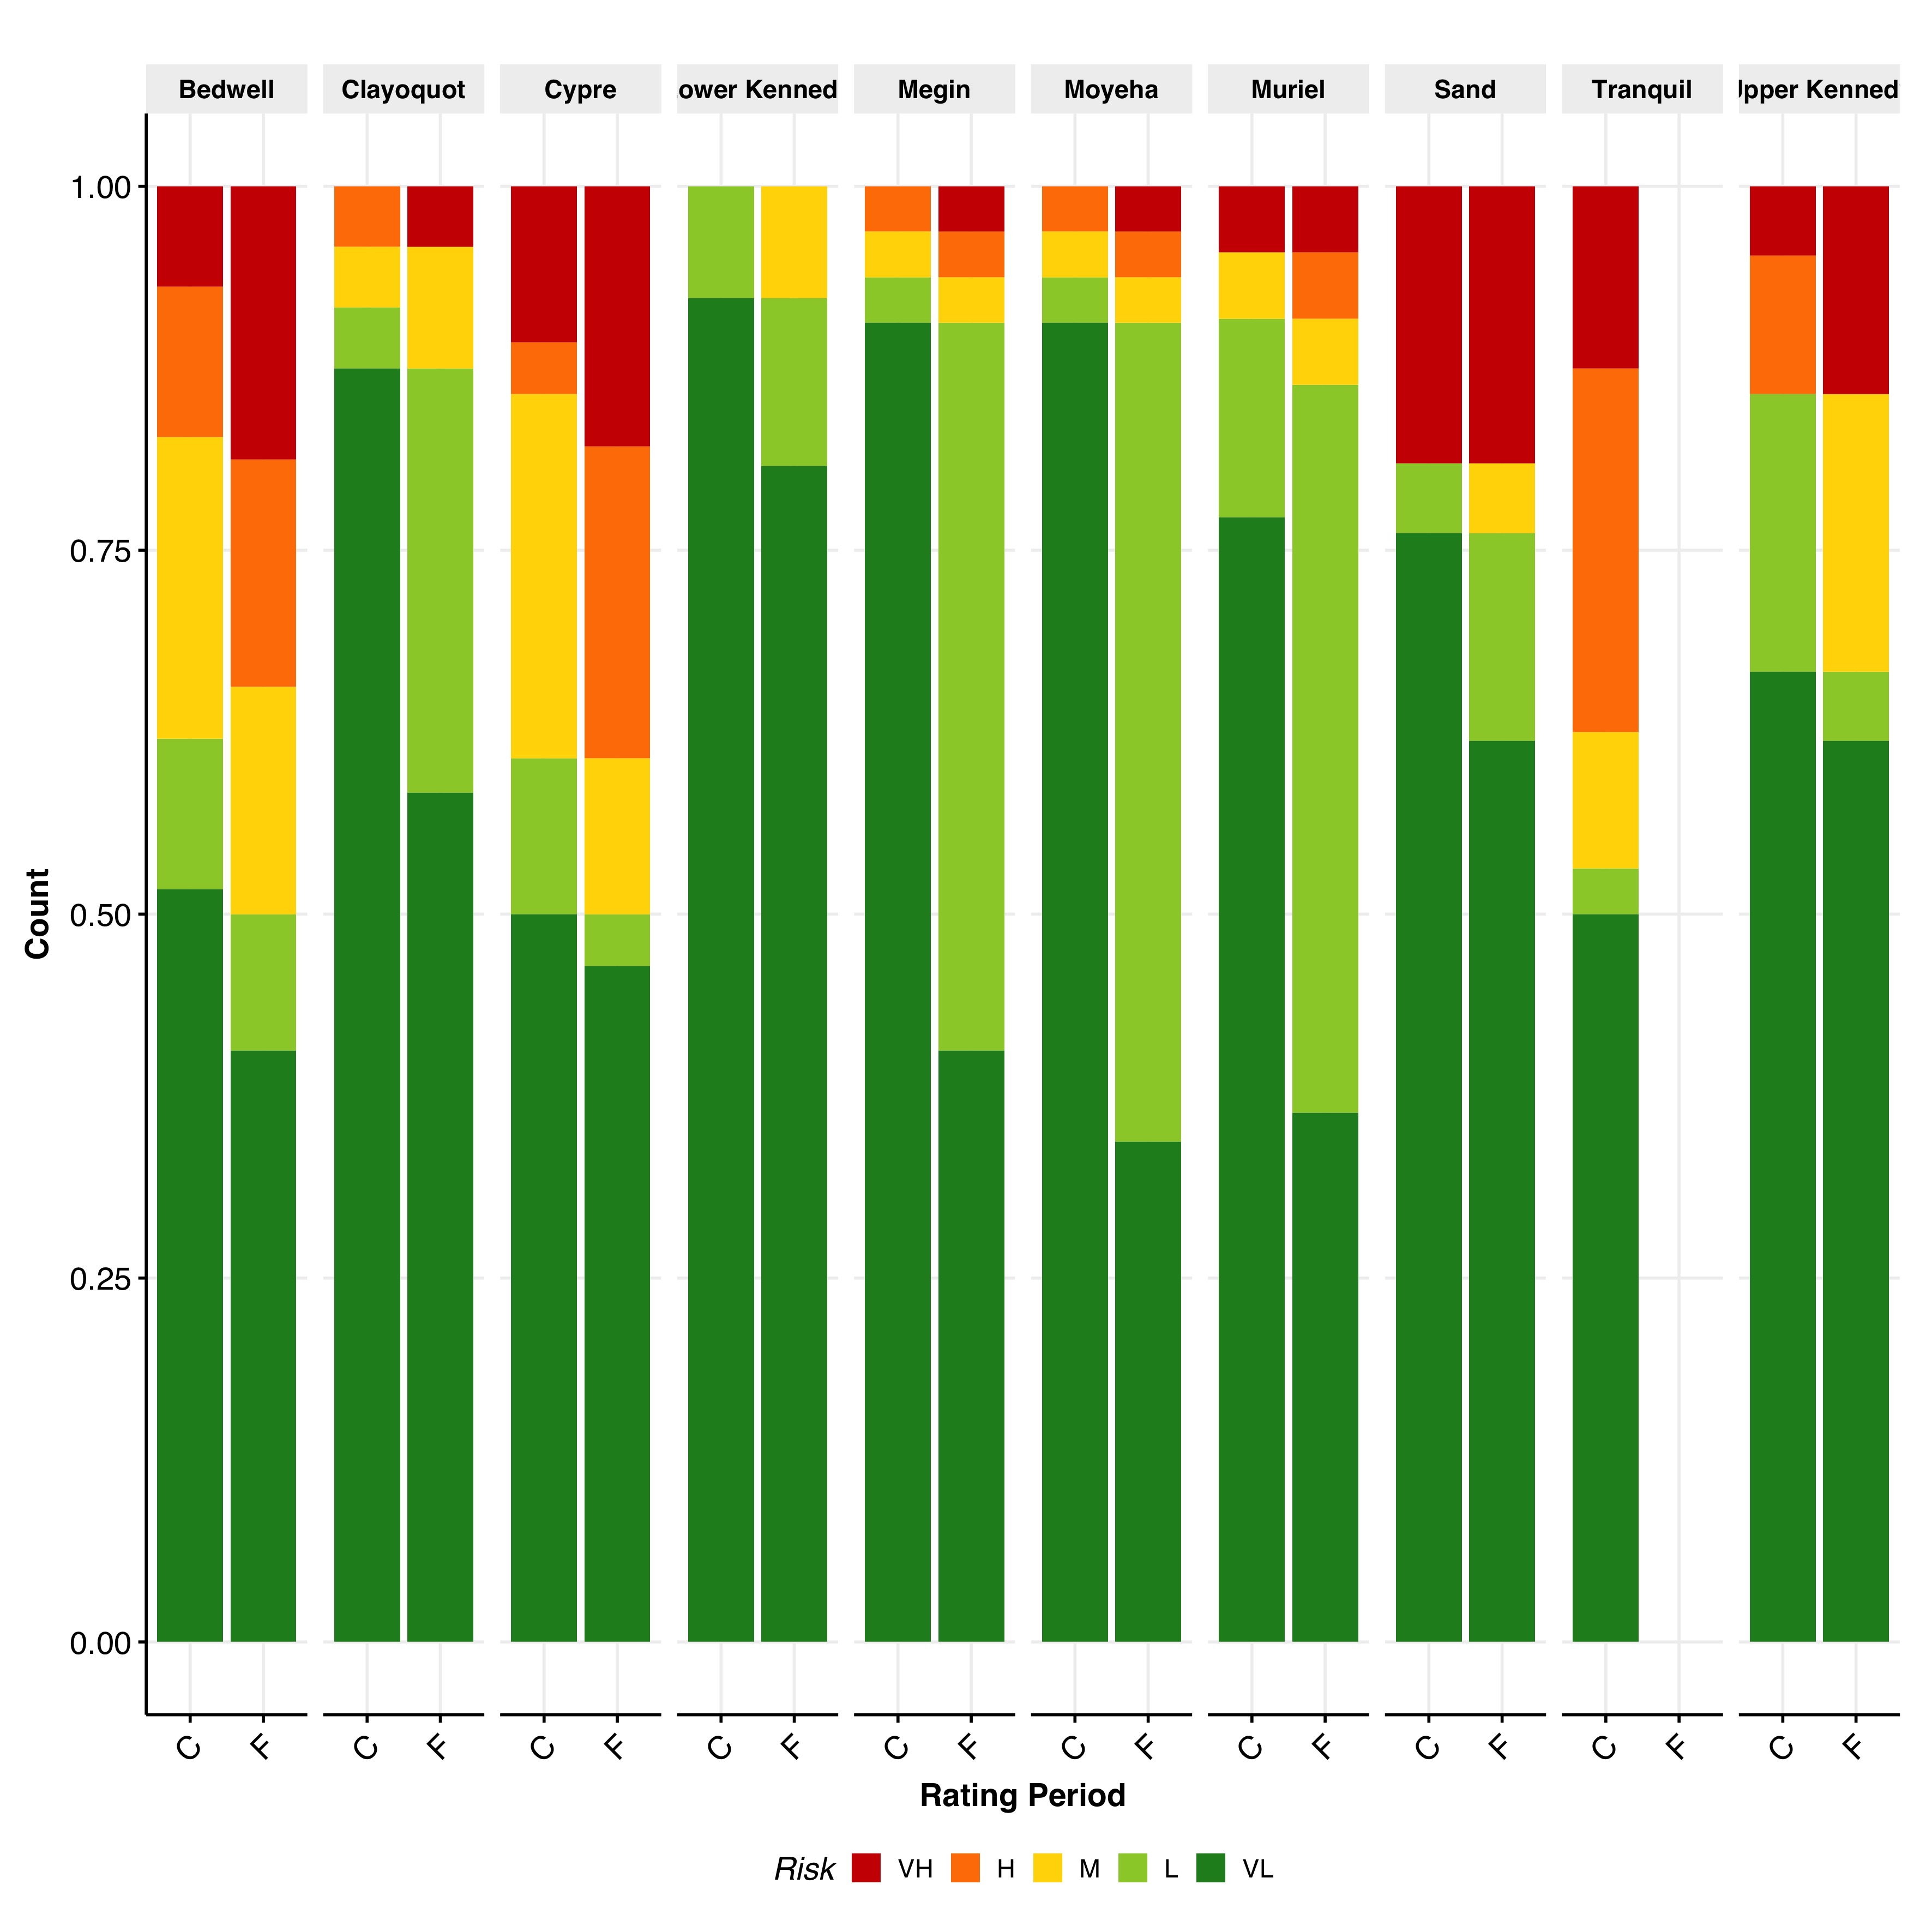 Bedwell Clayoquot Cypre ower Kenned Megin Moyeha Muriel Sand Tranquil Upper Kenned
1.00
0.75
0.50
0.25
0.00
Count
C F C F C F C F C F C F C F C F C F C F
Rating Period
Risk VH H M L VL